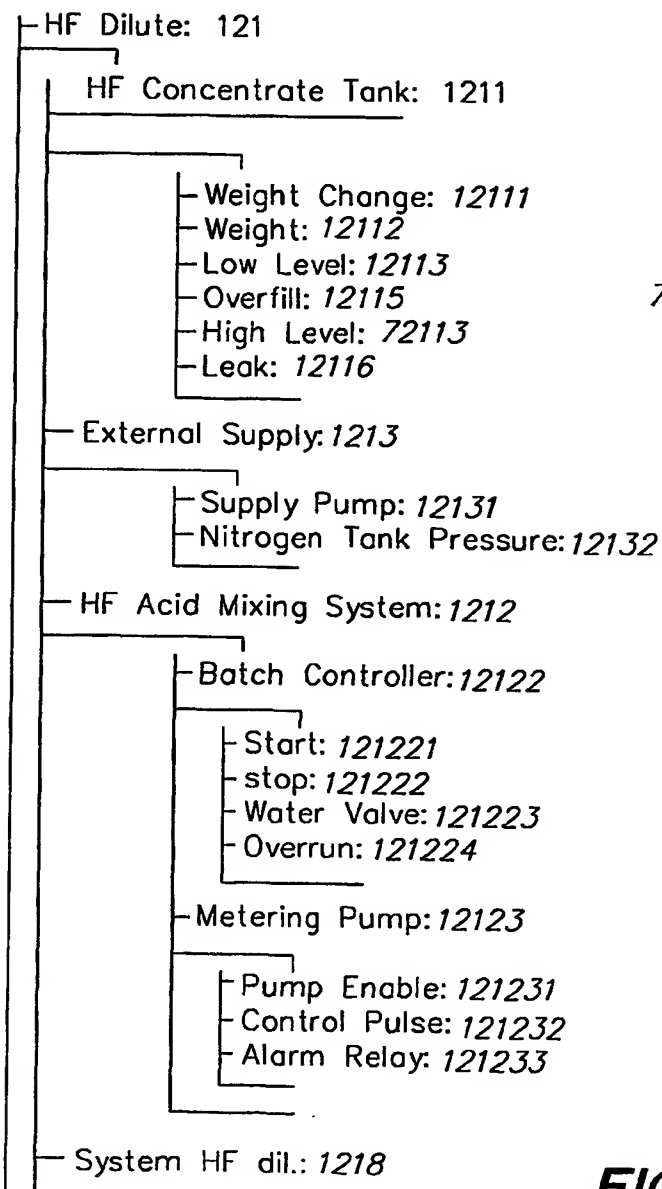 HF Dilute: 121
HF Concentrate Tank: 1211
Weight Change: 12111
Weight: 12112
Low Level: 12113
Overfill: 12115
High Level: 72113
Leak: 12116
External Supply: 1213
Supply Pump: 12131
Nitrogen Tank Pressure: 12132
HF Acid Mixing System: 1212
Batch Controller: 12122
Start: 121221
stop: 121222
Water Valve: 121223
Overrun: 121224
Metering Pump: 12123
Pump Enable: 121231
Control Pulse: 121232
Alarm Relay: 121233
System HF dil.: 1218